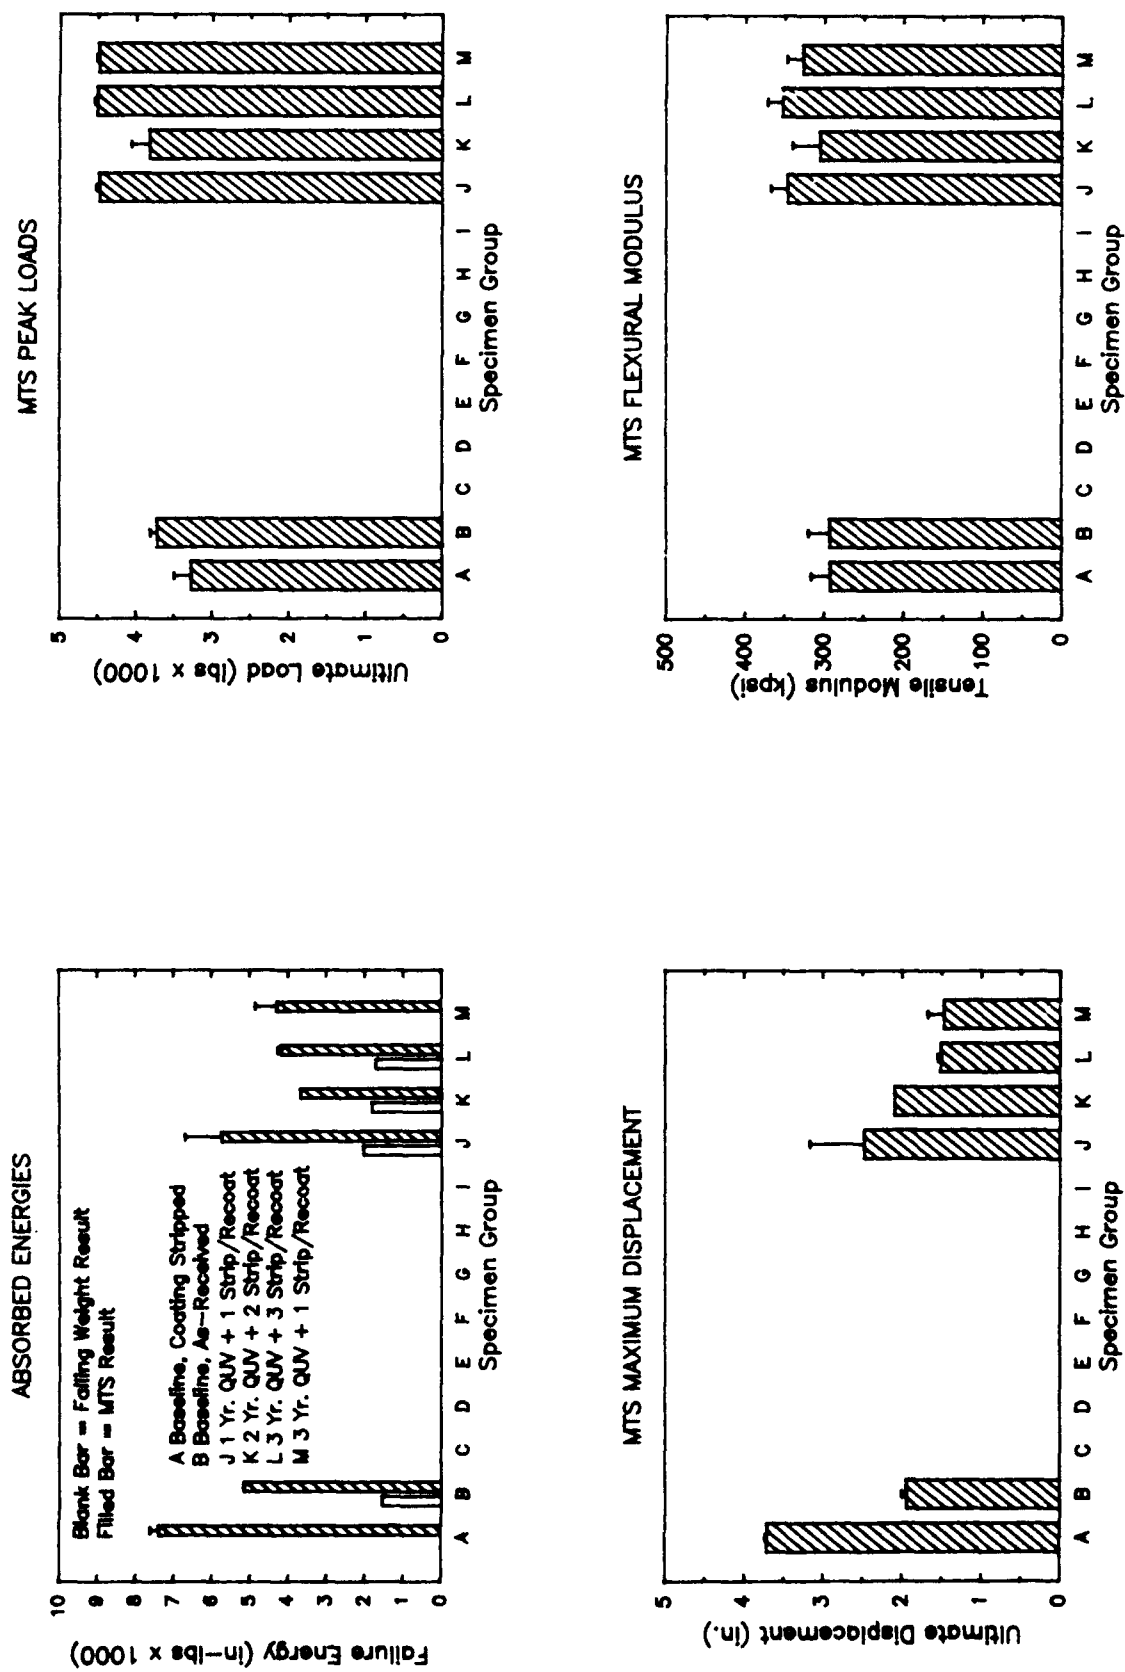 ABSORBED ENERGIES
Failure Energy (in-lbs x 1000)
10
9
8
7
6
5
4
3
2
1
0
Blank Bar = Falling Weight Result
Filled Bar = MTS Result
A Baseline, Coating Stripped
B Baseline, As-Received
J 1 Yr. QUV + 1 Strip/Recoat
K 2 Yr. QUV + 2 Strip/Recoat
L 3 Yr. QUV + 3 Strip/Recoat
M 3 Yr. QUV + 1 Strip/Recoat
A B C D E F G H I J K L M
Specimen Group
MTS PEAK LOADS
Ultimate Load (lbs x 1000)
5
4
3
2
1
0
A B C D E F G H I J K L M
Specimen Group
MTS MAXIMUM DISPLACEMENT
Ultimate Displacement (in.)
5
4
3
2
1
0
A B C D E F G H I J K L M
Specimen Group
MTS FLEXURAL MODULUS
Tensile Modulus (kpsi)
500
400
300
200
100
0
A B C D E F G H I J K L M
Specimen Group